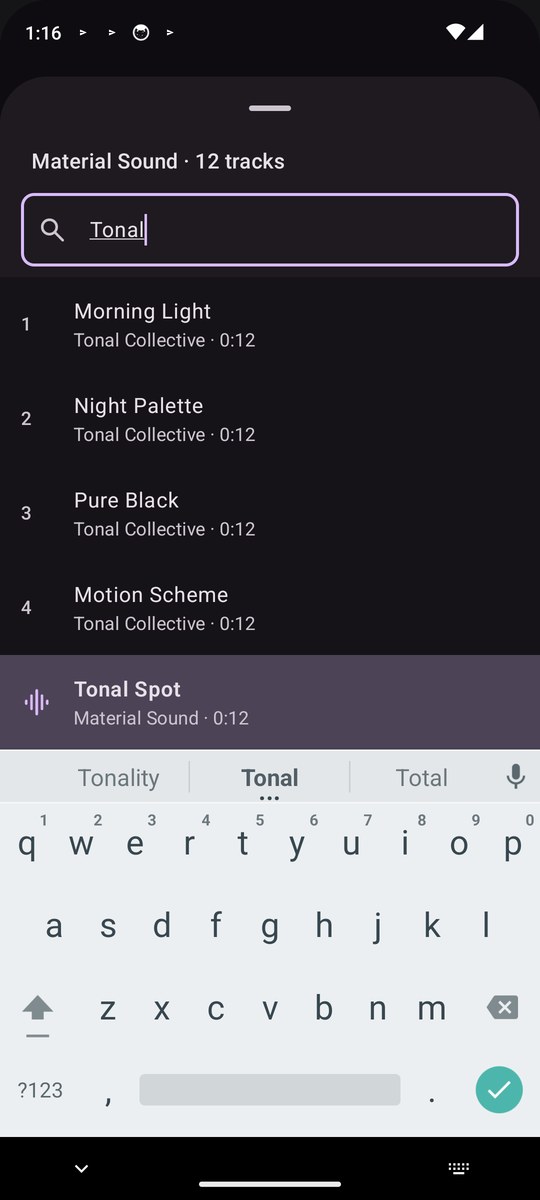 1:16
Material Sound · 12 tracks
Tonal
1
Morning Light
Tonal Collective · 0:12
2
Night Palette
Tonal Collective · 0:12
3
Pure Black
Tonal Collective · 0:12
4
Motion Scheme
Tonal Collective · 0:12
Tonal Spot
Material Sound · 0:12
Tonality Tonal Total
1 2 3 4 5 6 7 8 9 0
q w e r t y u i o p
a s d f g h j k l
z x c v b n m
?123 , .